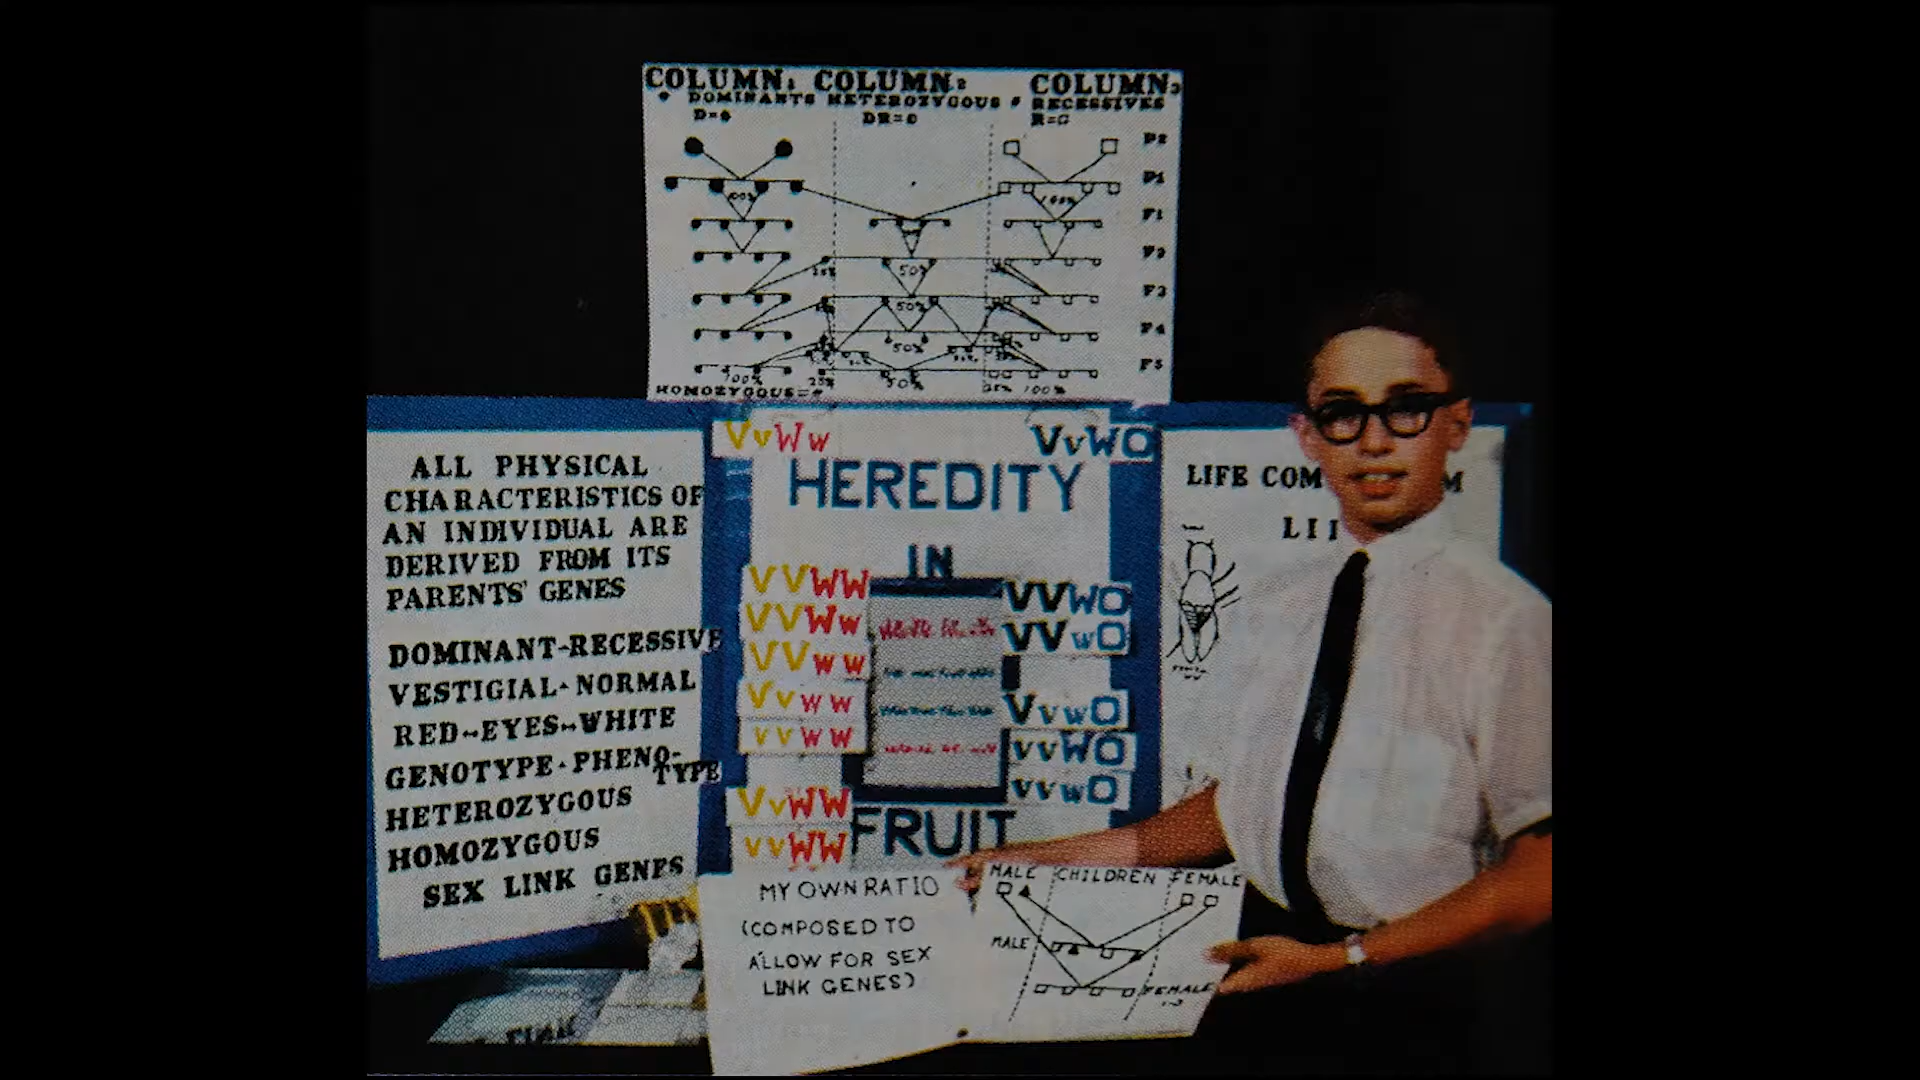 COLUMN1 COLUMN2 COLUMN3
* DOMINANTS HETEROZYGOUS * RECESSIVES
DR=
P2
P1
F1
F2
F3
F4
F5
100%
50%
50%
50%
100% 25% 50% 25% 100%
HOMOZYGOUS=*
ALL PHYSICAL
CHARACTERISTICS OF
AN INDIVIDUAL ARE
DERIVED FROM ITS
PARENTS' GENES
DOMINANT-RECESSIVE
VESTIGIAL-NORMAL
RED-EYES-WHITE
GENOTYPE-PHENO-
TYPE
HETEROZYGOUS
HOMOZYGOUS
SEX LINK GENES
VvWw
VvWO
HEREDITY
IN
VVWW
VVWw
VVww
Vvww
vvww
VvWW
vvWW
VVWO
VVwO
VvwO
vvWO
vvwO
FRUIT
LIFE COM M
MY OWN RATIO
(COMPOSED TO
ALLOW FOR SEX
LINK GENES)
MALE CHILDREN FEMALE
MALE
FEMALE